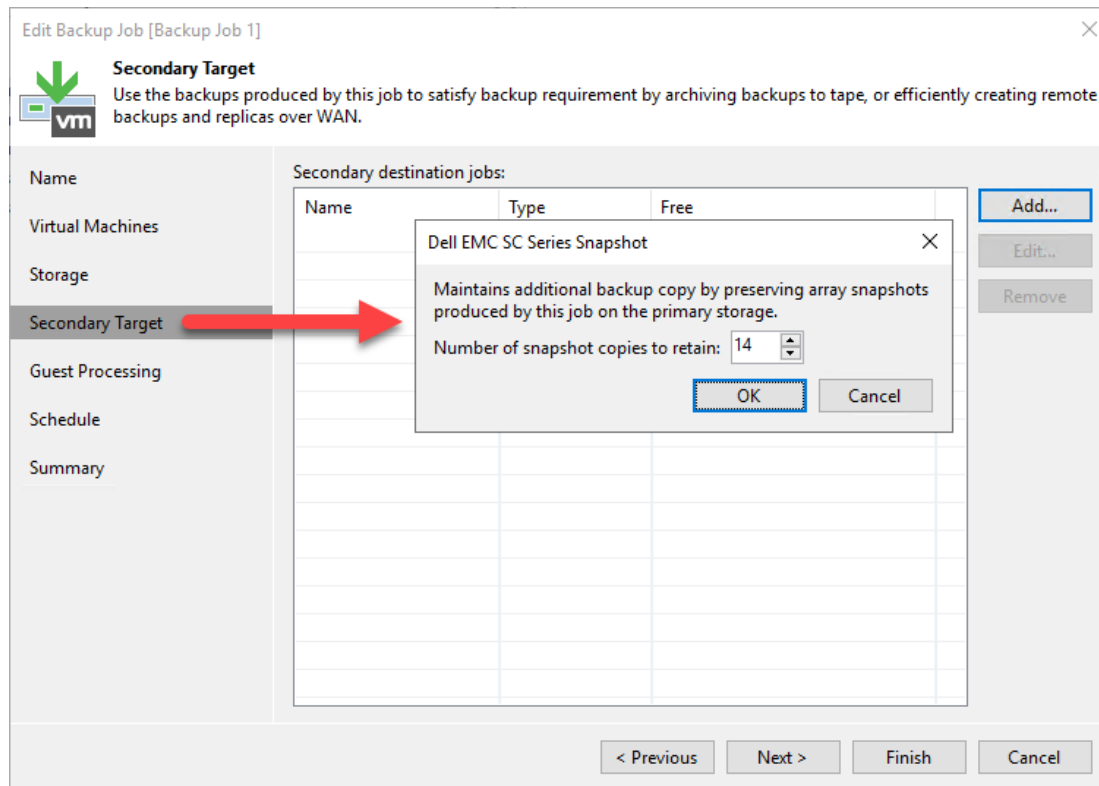 Edit Backup Job [Backup Job 1]
Secondary Target
Use the backups produced by this job to satisfy backup requirement by archiving backups to tape, or efficiently creating remote
backups and replicas over WAN.
vm
Name
Virtual Machines
Storage
Secondary Target
Guest Processing
Schedule
Summary
Secondary destination jobs:
Name Type Free
Add...
Edit...
Remove
Dell EMC SC Series Snapshot
Maintains additional backup copy by preserving array snapshots
produced by this job on the primary storage.
Number of snapshot copies to retain: 14
OK Cancel
< Previous Next > Finish Cancel